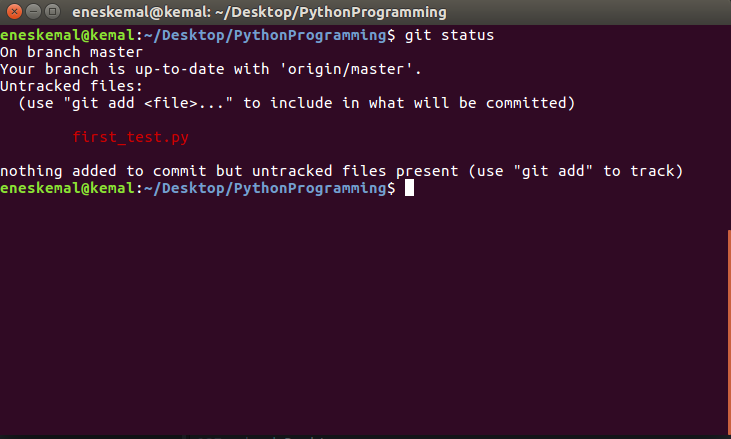 eneskemal@kemal: ~/Desktop/PythonProgramming
eneskemal@kemal:~/Desktop/PythonProgramming$ git status
On branch master
Your branch is up-to-date with 'origin/master'.
Untracked files:
  (use "git add <file>..." to include in what will be committed)
        first_test.py
nothing added to commit but untracked files present (use "git add" to track)
eneskemal@kemal:~/Desktop/PythonProgramming$